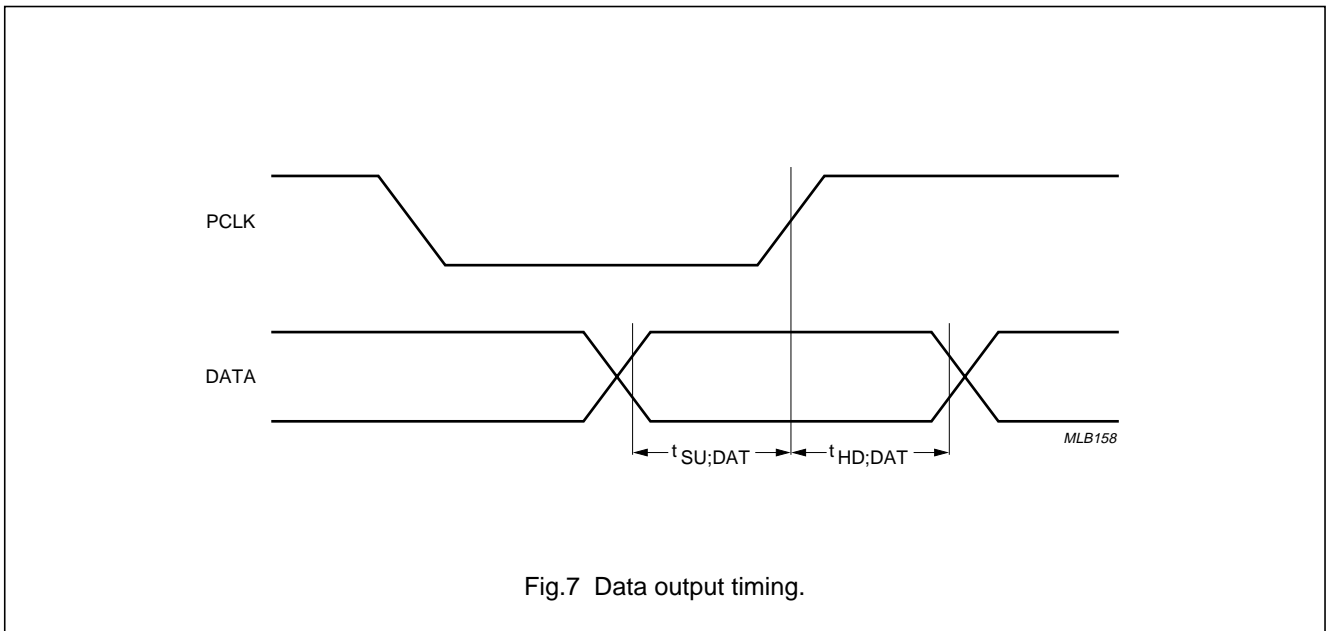 PCLK
DATA
MLB158
t SU;DAT
t HD;DAT
Fig.7 Data output timing.